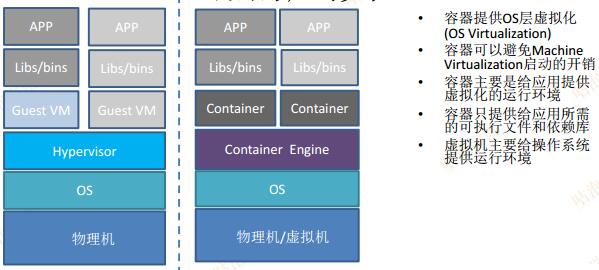 APP APP
Libs/bins Libs/bins
Guest VM Guest VM
Hypervisor
OS
物理机
APP APP
Libs/bins Libs/bins
Container Container
Container Engine
OS
物理机/虚拟机
• 容器提供OS层虚拟化
(OS Virtualization)
• 容器可以避免Machine
Virtualization启动的开销
• 容器主要是给应用提供
虚拟化的运行环境
• 容器只提供给应用所需
的可执行文件和依赖库
• 虚拟机主要给操作系统
提供运行环境